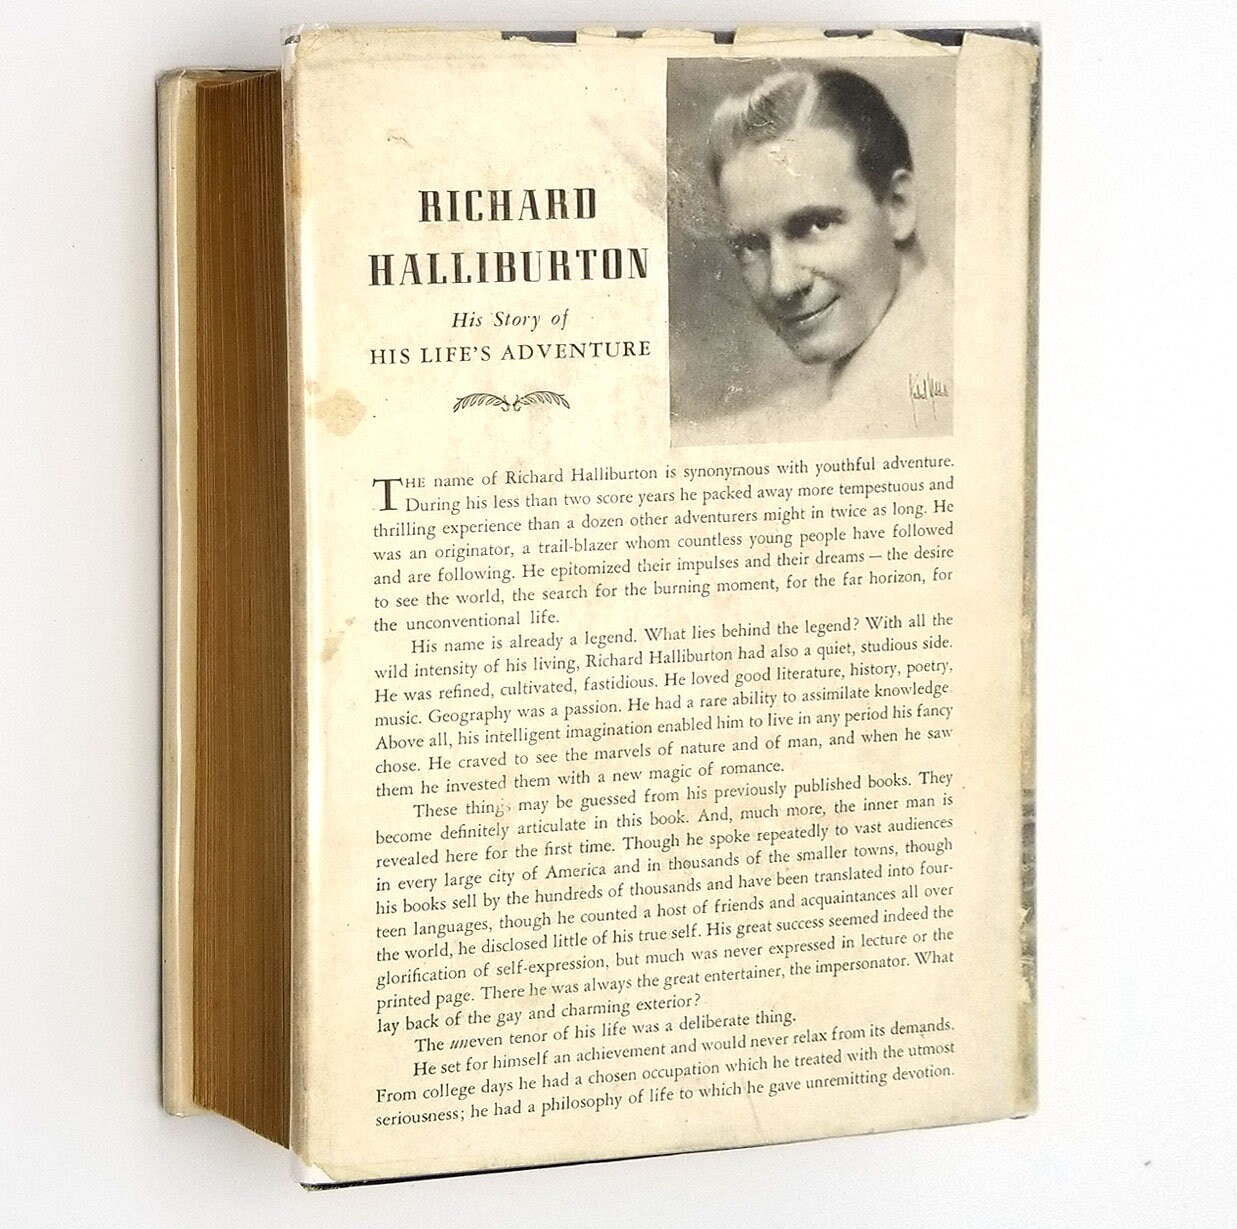 RICHARD
HALLIBURTON
His Story of
HIS LIFE'S ADVENTURE
THE name of Richard Halliburton is synonymous with youthful adventure.
During his less than two score years he packed away more tempestuous and
thrilling experience than a dozen other adventurers might in twice as long. He
was an originator, a trail-blazer whom countless young people have followed
and are following. He epitomized their impulses and their dreams — the desire
to see the world, the search for the burning moment, for the far horizon, for
the unconventional life.
His name is already a legend. What lies behind the legend? With all the
wild intensity of his living, Richard Halliburton had also a quiet, studious side.
He was refined, cultivated, fastidious. He loved good literature, history, poetry,
music. Geography was a passion. He had a rare ability to assimilate knowledge.
Above all, his intelligent imagination enabled him to live in any period his fancy
chose. He craved to see the marvels of nature and of man, and when he saw
them he invested them with a new magic of romance.
These things may be guessed from his previously published books. They
become definitely articulate in this book. And, much more, the inner man is
revealed here for the first time. Though he spoke repeatedly to vast audiences
in every large city of America and in thousands of the smaller towns, though
his books sell by the hundreds of thousands and have been translated into four-
teen languages, though he counted a host of friends and acquaintances all over
the world, he disclosed little of his true self. His great success seemed indeed the
glorification of self-expression, but much was never expressed in lecture or the
printed page. There he was always the great entertainer, the impersonator. What
lay back of the gay and charming exterior?
The uneven tenor of his life was a deliberate thing.
He set for himself an achievement and would never relax from its demands.
From college days he had a chosen occupation which he treated with the utmost
seriousness; he had a philosophy of life to which he gave unremitting devotion.